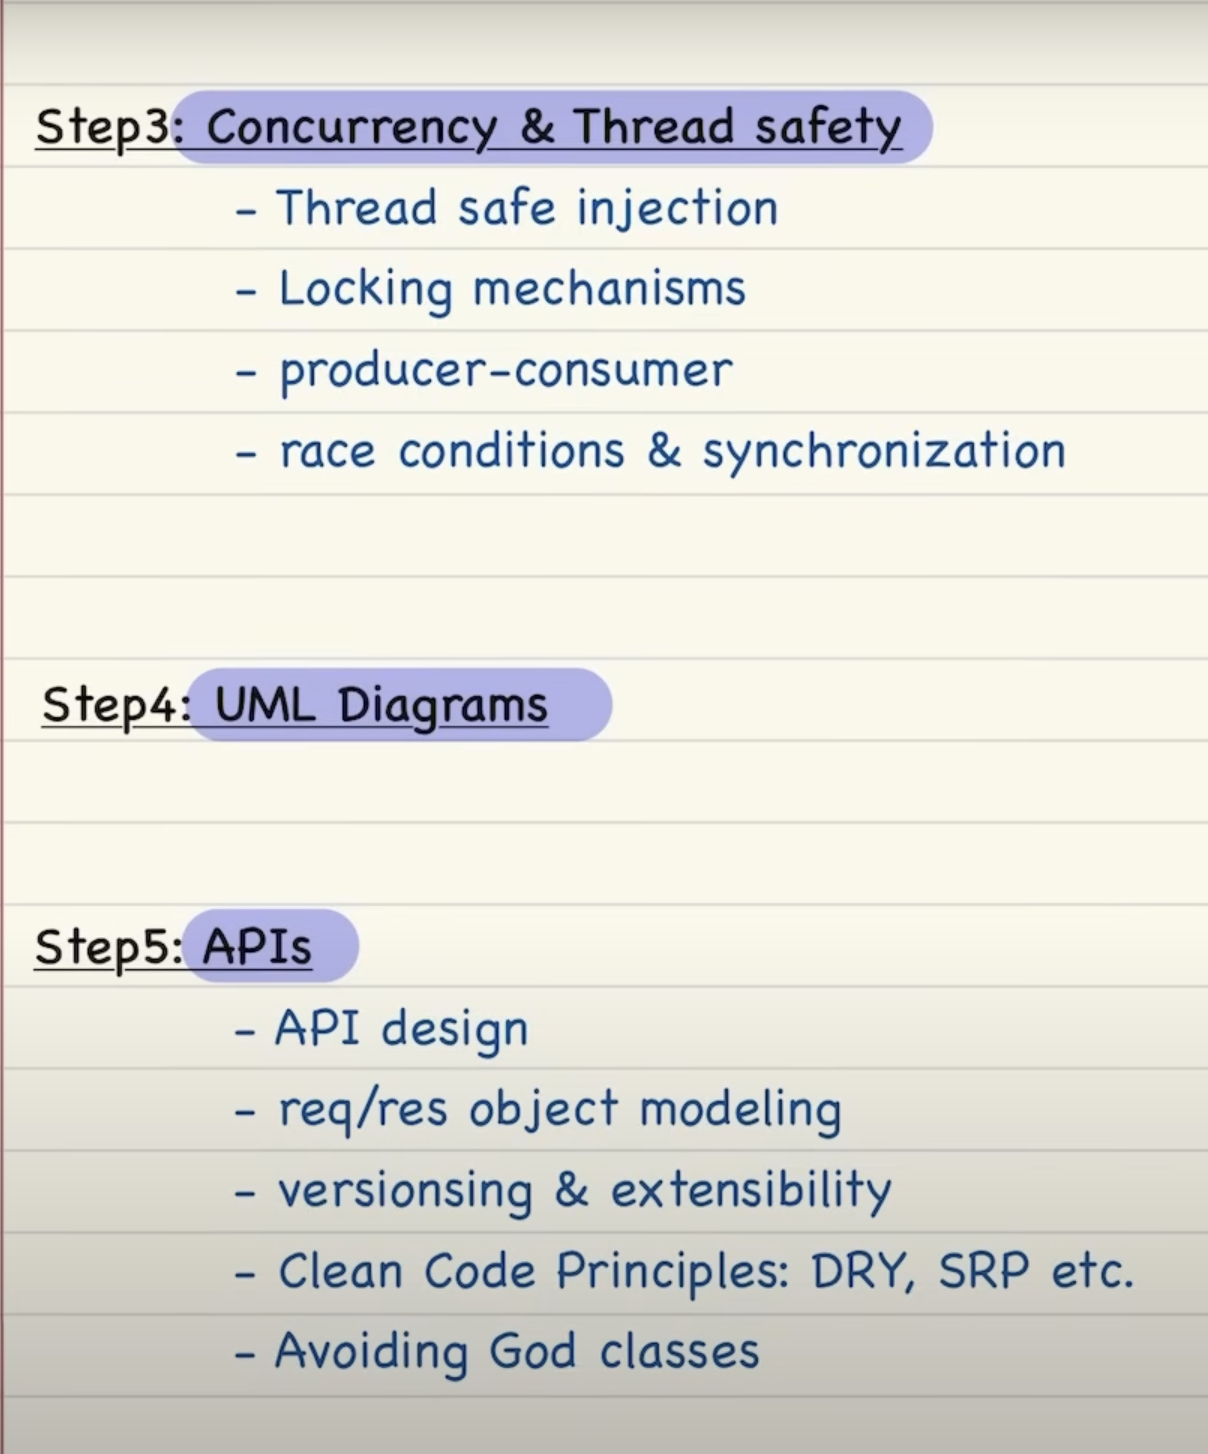 Step3: Concurrency & Thread safety
- Thread safe injection
- Locking mechanisms
- producer-consumer
- race conditions & synchronization
Step4: UML Diagrams
Step5: APIs
- API design
- req/res object modeling
- versionsing & extensibility
- Clean Code Principles: DRY, SRP etc.
- Avoiding God classes